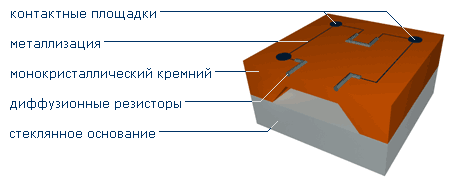 контактные площадки
металлизация
монокристаллический кремний
диффузионные резисторы
стеклянное основание